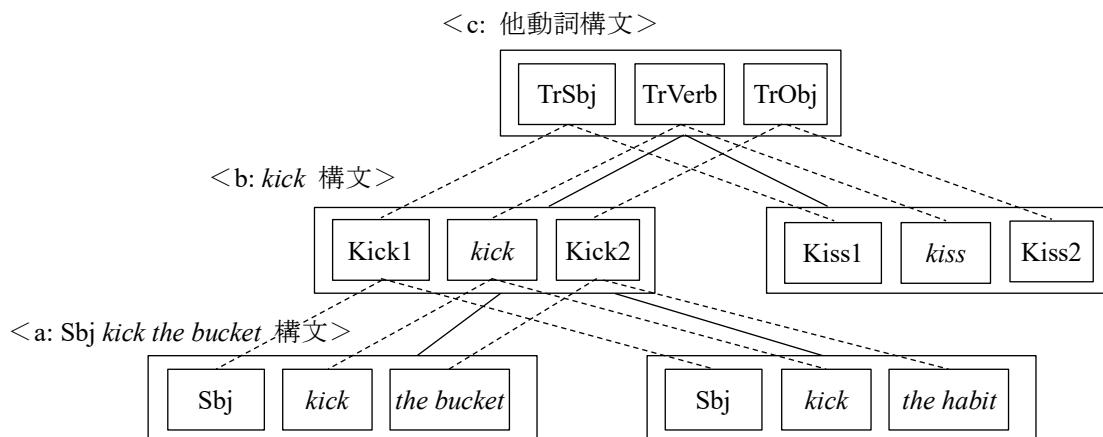 <c: 他動詞構文>
TrSbj TrVerb TrObj
<b: kick 構文>
Kick1 kick Kick2 Kiss1 kiss Kiss2
<a: Sbj kick the bucket 構文>
Sbj kick the bucket Sbj kick the habit